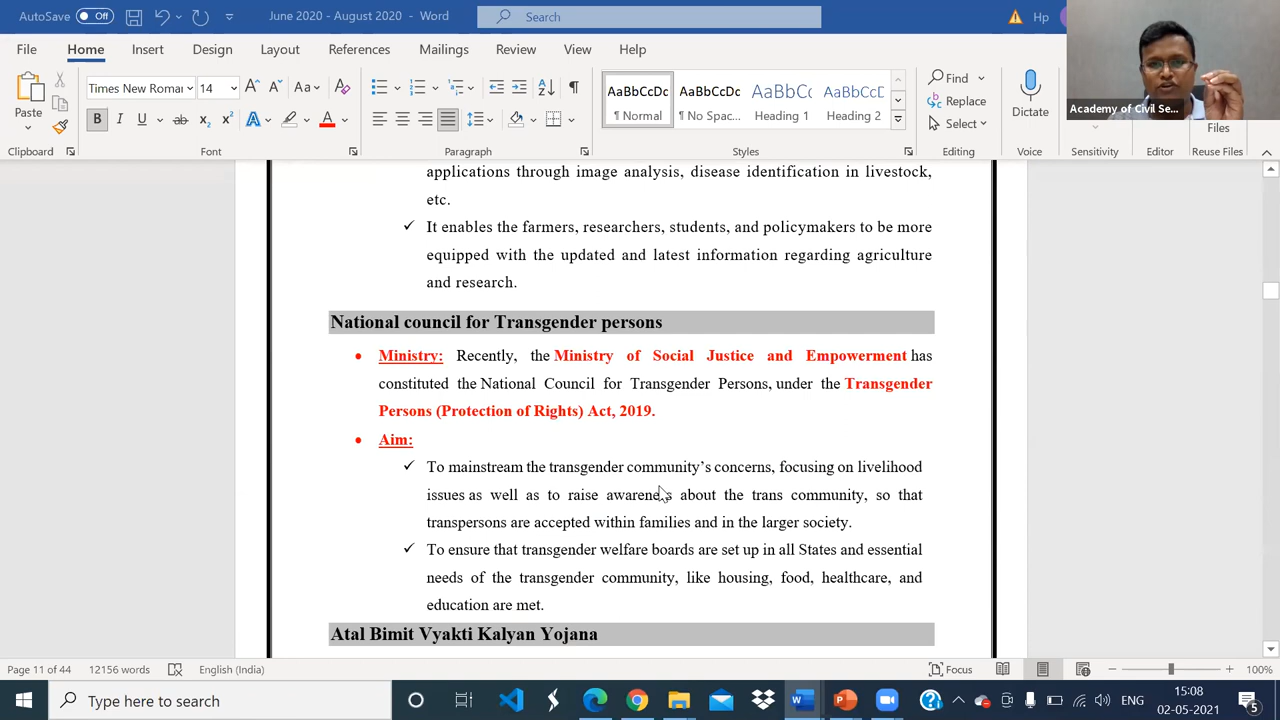 AutoSave Off June 2020 - August 2020 - Word Search Hp
File Home Insert Design Layout References Mailings Review View Help
Times New Roma 14 Aa AaBbCcDc AaBbCcDc AaBbCc AaBbCcD Find
Paste ¶ Normal ¶ No Spac... Heading 1 Heading 2 Replace Dictate Academy of Civil Se...
Select Files
Clipboard Font Paragraph Styles Editing Voice Sensitivity Editor Reuse Files
applications through image analysis, disease identification in livestock,
etc.
✓ It enables the farmers, researchers, students, and policymakers to be more
equipped with the updated and latest information regarding agriculture
and research.
National council for Transgender persons
• Ministry: Recently, the Ministry of Social Justice and Empowerment has
constituted the National Council for Transgender Persons, under the Transgender
Persons (Protection of Rights) Act, 2019.
• Aim:
✓ To mainstream the transgender community’s concerns, focusing on livelihood
issues as well as to raise awareness about the trans community, so that
transpersons are accepted within families and in the larger society.
✓ To ensure that transgender welfare boards are set up in all States and essential
needs of the transgender community, like housing, food, healthcare, and
education are met.
Atal Bimit Vyakti Kalyan Yojana
Page 11 of 44 12156 words English (India) Focus 100%
Type here to search ENG 15:08
02-05-2021 5